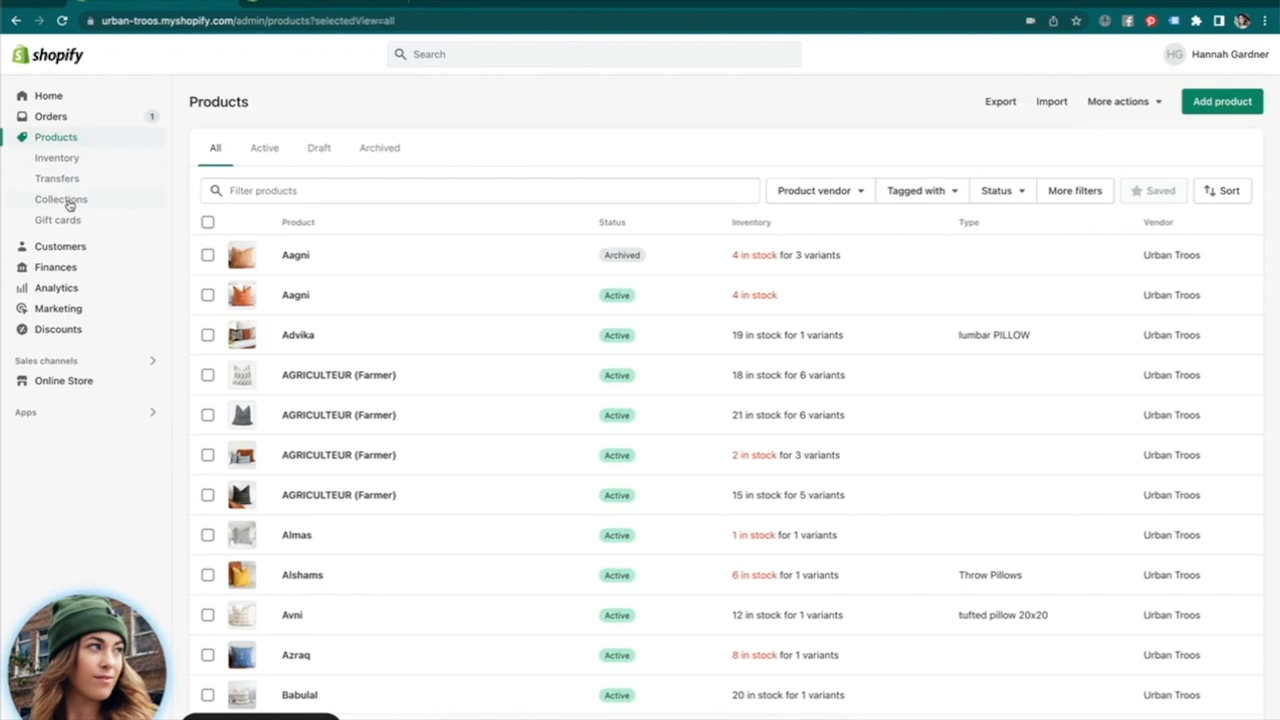 urban-troos.myshopify.com/admin/products?selectedView=all
shopify
Search
HG Hannah Gardner
Home
Orders 1
Products
Inventory
Transfers
Collections
Gift cards
Customers
Finances
Analytics
Marketing
Discounts
Sales channels
Online Store
Apps
Products
Export Import More actions Add product
All Active Draft Archived
Filter products Product vendor Tagged with Status More filters Saved Sort
Product Status Inventory Type Vendor
Aagni Archived 4 in stock for 3 variants Urban Troos
Aagni Active 4 in stock Urban Troos
Advika Active 19 in stock for 1 variants lumbar PILLOW Urban Troos
AGRICULTEUR (Farmer) Active 18 in stock for 6 variants Urban Troos
AGRICULTEUR (Farmer) Active 21 in stock for 6 variants Urban Troos
AGRICULTEUR (Farmer) Active 2 in stock for 3 variants Urban Troos
AGRICULTEUR (Farmer) Active 15 in stock for 5 variants Urban Troos
Almas Active 1 in stock for 1 variants Urban Troos
Alshams Active 6 in stock for 1 variants Throw Pillows Urban Troos
Avni Active 12 in stock for 1 variants tufted pillow 20x20 Urban Troos
Azraq Active 8 in stock for 1 variants Urban Troos
Babulal Active 20 in stock for 1 variants Urban Troos